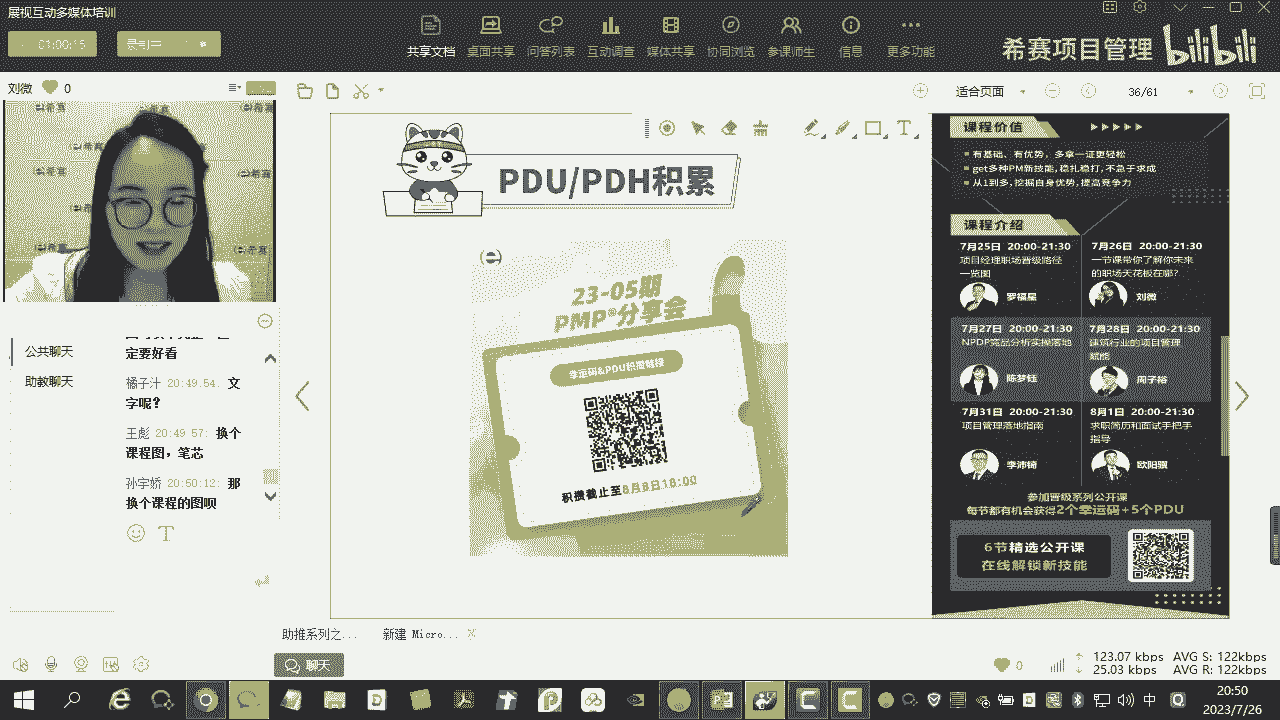 展视互动多媒体培训
01:00:15
共享文档
桌面共享
问答列表
互动调查
媒体共享
协同浏览
参课师生
信息
更多功能
希赛项目管理
bilibili
刘微
0
适合页面
36/61
公共聊天
助教聊天
定要好看
橘子汁 20:49:54: 文
字呢?
王彪 20:49:57: 换个
课程图,笔芯
孙宇娇 20:50:12: 那
换个课程的图呗
PDU/PDH积累
23-05期
PMP®分享会
幸运码&PDU积攒链接
积攒截止至8月8日18:00
课程价值
有基础、有优势,多拿一证更轻松
get多种PM新技能,稳扎稳打,不急于求成
从1到多,挖掘自身优势,提高竞争力
课程介绍
7月25日 20:00-21:30
项目经理职场晋级路径
一览图
罗福星
7月26日 20:00-21:30
一节课带你了解你未来
的职场天花板在哪?
刘微
7月27日 20:00-21:30
NPDP竞品分析实操落地
陈梦钰
7月28日 20:00-21:30
建筑行业的项目管理
赋能
周子裕
7月31日 20:00-21:30
项目管理落地指南
李沛琦
8月1日 20:00-21:30
求职简历和面试手把手
指导
参加晋级系列公开课
每节都有机会获得2个幸运码+5个PDU
6节精选公开课
在线解锁新技能
助推系列之...
新建 Micro...
聊天
0
123.07 kbps
AVG S: 122kbps
25.03 kbps
AVG R: 122kbps
中
20:50
2023/7/26